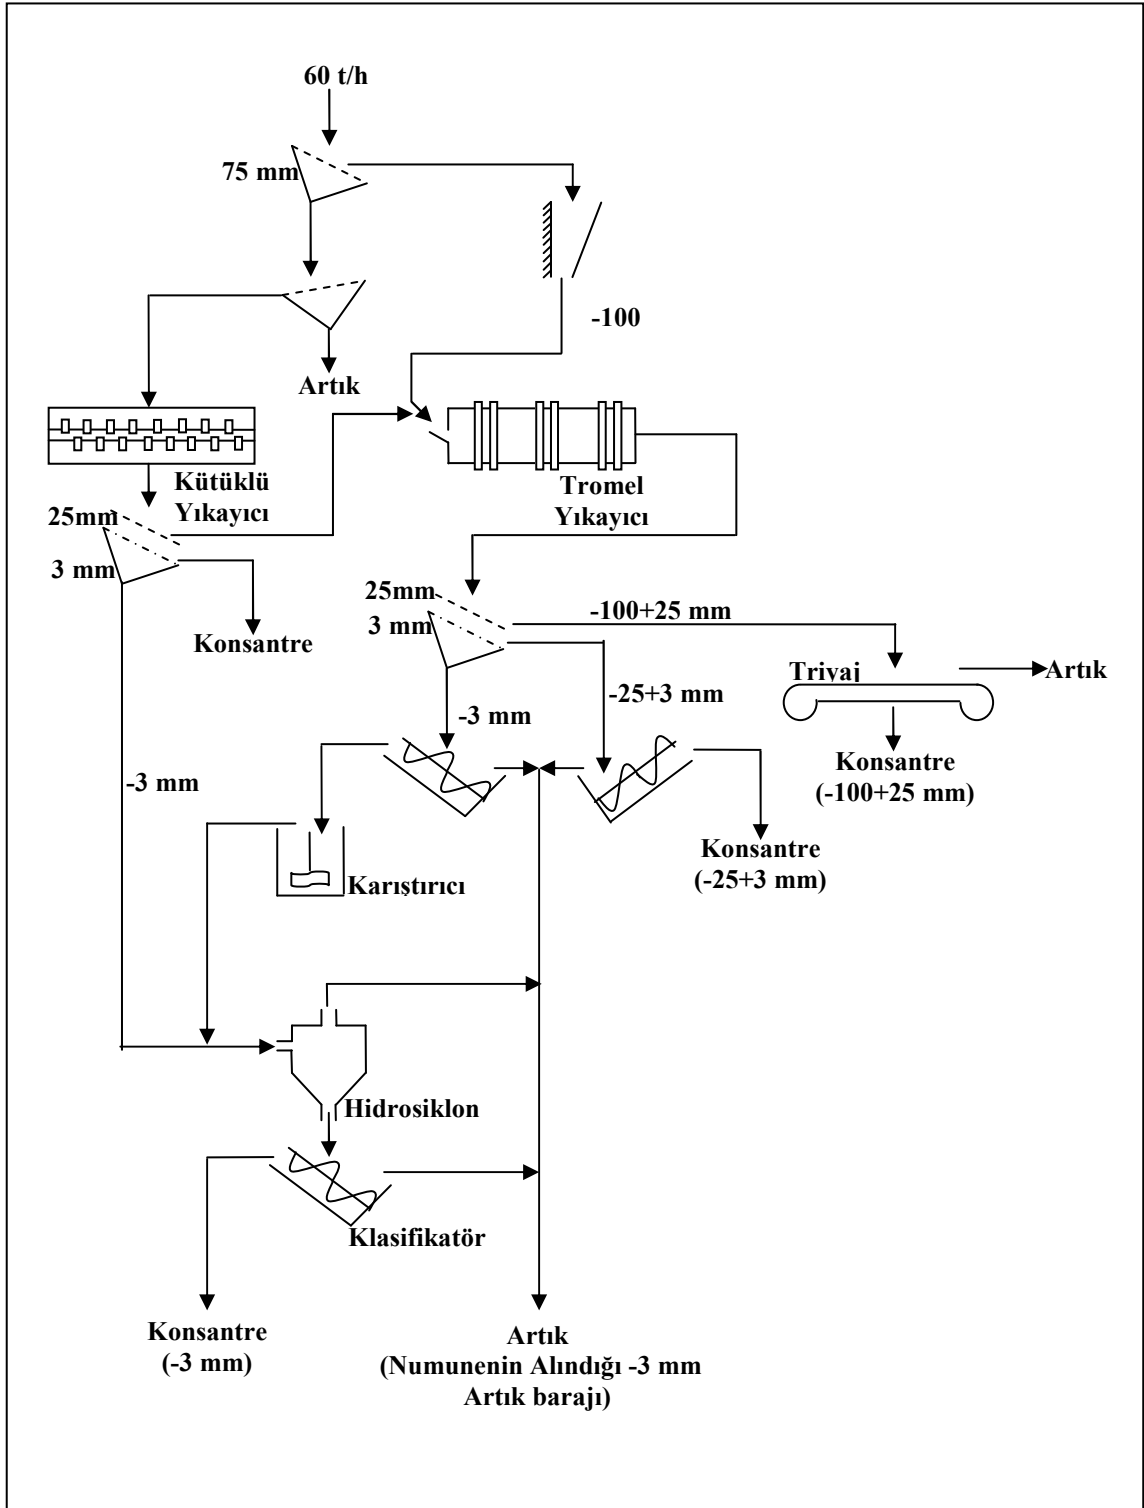 60 t/h
75 mm
-100
Artık
Kütüklü
Yıkayıcı
Tromel
Yıkayıcı
25mm
3 mm
Konsantre
25mm
3 mm
-100+25 mm
Trivaj
Artık
-25+3 mm
-3 mm
Konsantre
(-100+25 mm)
-3 mm
Konsantre
(-25+3 mm)
Karıştırıcı
Hidrosiklon
Klasifikatör
Konsantre
(-3 mm)
Artık
(Numunenin Alındığı -3 mm
Artık barajı)